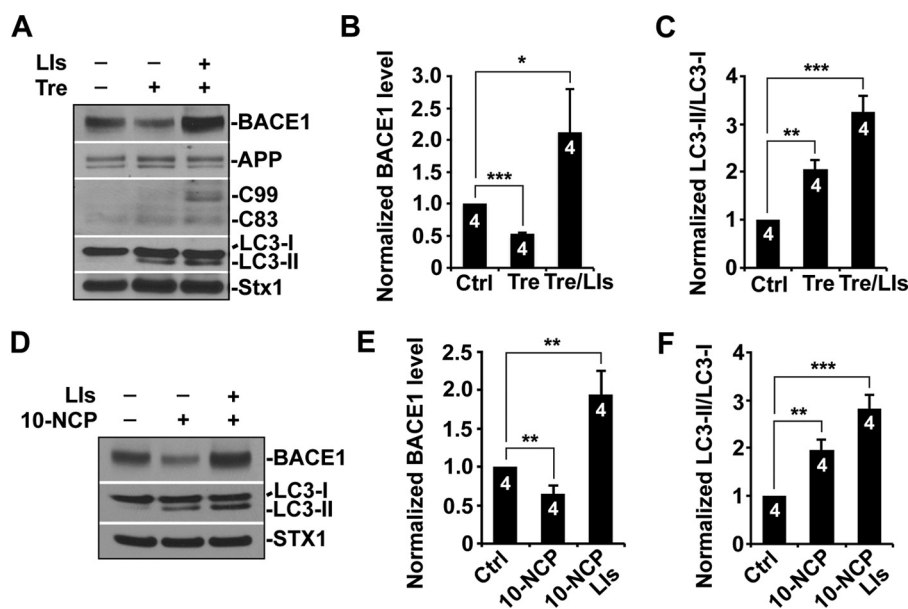 A
LIs – – +
Tre – + +
-BACE1
-APP
-C99
-C83
LC3-I
-LC3-II
-Stx1
B
Normalized BACE1 level
3.0
2.5
2.0
1.5
1.0
0.5
0
*
***
4
4
4
Ctrl Tre Tre/LIs
C
Normalized LC3-II/LC3-I
4
3
2
1
0
***
**
4
4
4
Ctrl Tre Tre/LIs
D
LIs – – +
10-NCP – + +
-BACE1
LC3-I
-LC3-II
-STX1
E
Normalized BACE1 level
2.5
2.0
1.5
1.0
0.5
0
**
**
4
4
4
Ctrl
10-NCP
10-NCP
LIs
F
Normalized LC3-II/LC3-I
4
3
2
1
0
***
**
4
4
4
Ctrl
10-NCP
10-NCP
LIs